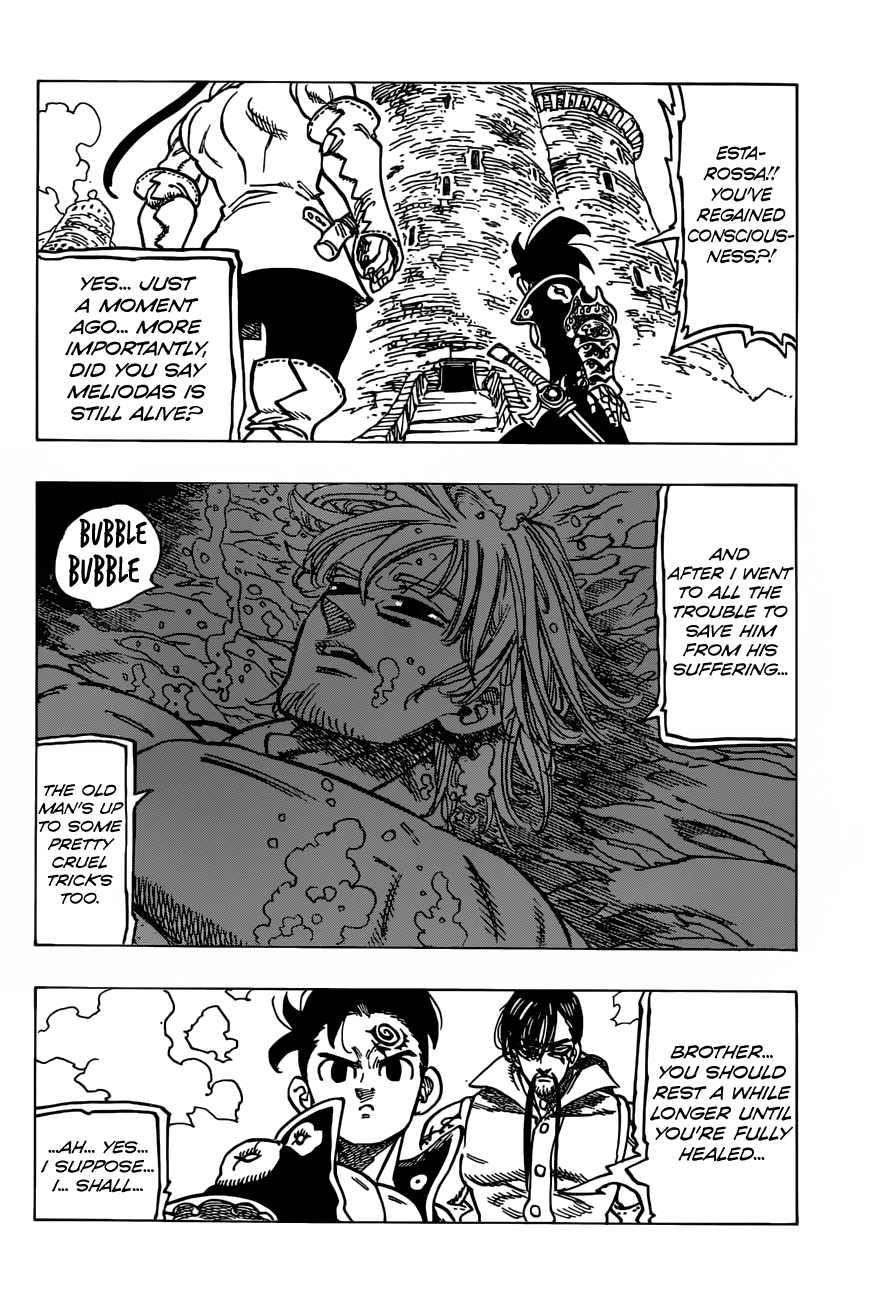 ESTA-
ROSSA!!
YOU'VE
REGAINED
CONSCIOUS-
NESS?!
YES... JUST
A MOMENT
AGO... MORE
IMPORTANTLY,
DID YOU SAY
MELIODAS IS
STILL ALIVE?
AND
AFTER I WENT
TO ALL THE
TROUBLE TO
SAVE HIM
FROM HIS
SUFFERING...
BUBBLE
BUBBLE
THE OLD
MAN'S UP
TO SOME
PRETTY
CRUEL
TRICKS
TOO.
BROTHER...
YOU SHOULD
REST A WHILE
LONGER UNTIL
YOU'RE FULLY
HEALED...
...AH... YES...
I SUPPOSE...
I... SHALL...